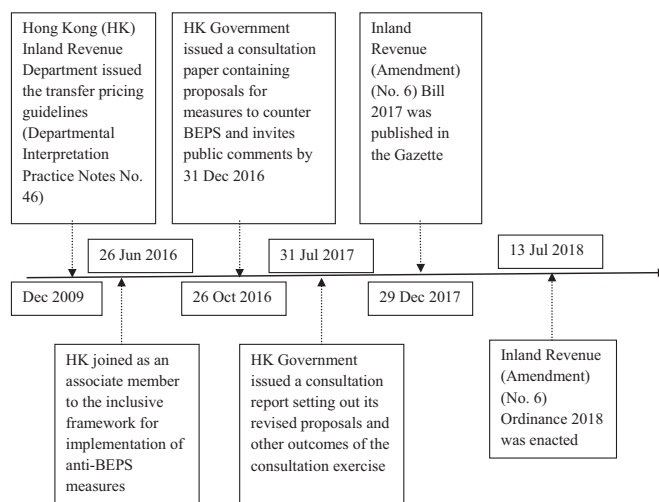 Hong Kong (HK)
Inland Revenue
Department issued
the transfer pricing
guidelines
(Departmental
Interpretation
Practice Notes No.
46)
HK Government
issued a consultation
paper containing
proposals for
measures to counter
BEPS and invites
public comments by
31 Dec 2016
Inland
Revenue
(Amendment)
(No. 6) Bill
2017 was
published in
the Gazette
26 Jun 2016
31 Jul 2017
13 Jul 2018
Dec 2009
26 Oct 2016
29 Dec 2017
HK joined as an
associate member
to the inclusive
framework for
implementation of
anti-BEPS
measures
HK Government
issued a consultation
report setting out its
revised proposals and
other outcomes of the
consultation exercise
Inland Revenue
(Amendment)
(No. 6)
Ordinance 2018
was enacted